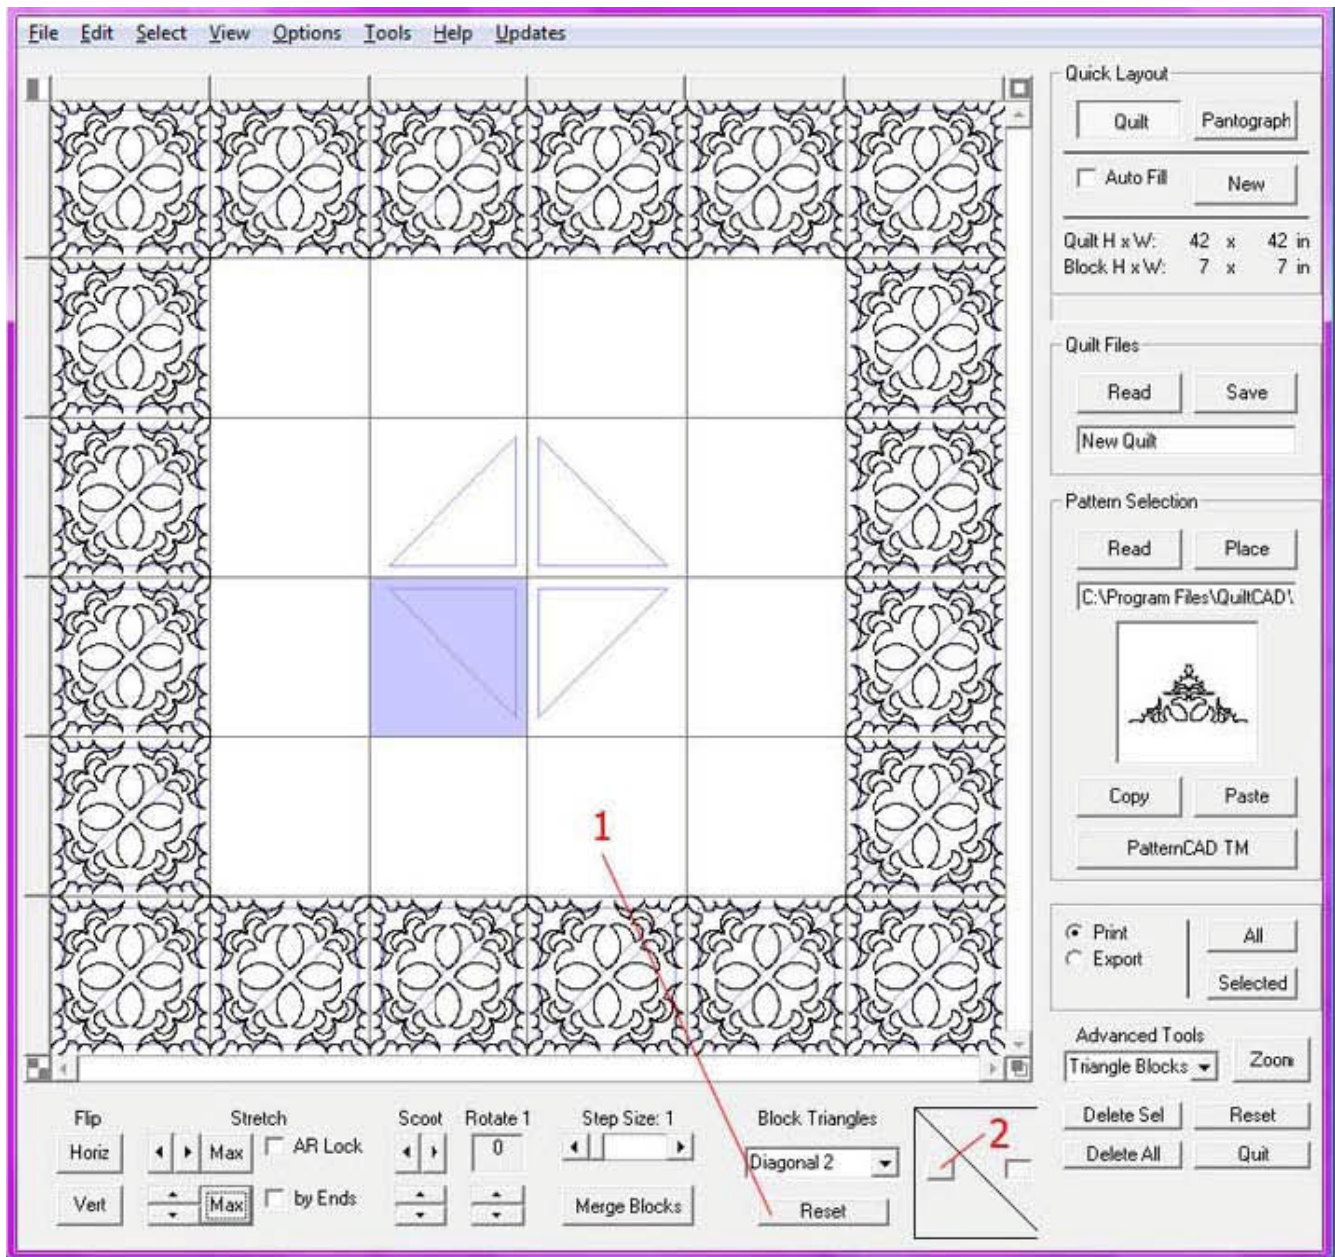 File Edit Select View Options Tools Help Updates
Quick Layout
Quilt Pantograph
Auto Fill New
Quilt H x W: 42 x 42 in
Block H x W: 7 x 7 in
Quilt Files
Read Save
New Quilt
Pattern Selection
Read Place
C:\Program Files\QuiltCAD\
Copy Paste
PatternCAD TM
Print All
Export
Selected
Advanced Tools
Triangle Blocks Zoom
Delete Sel Reset
Delete All Quit
1
2
Flip Stretch Scoot Rotate 1 Step Size: 1 Block Triangles
Horiz Max AR Lock 0 Diagonal 2
Vert Max by Ends Merge Blocks Reset